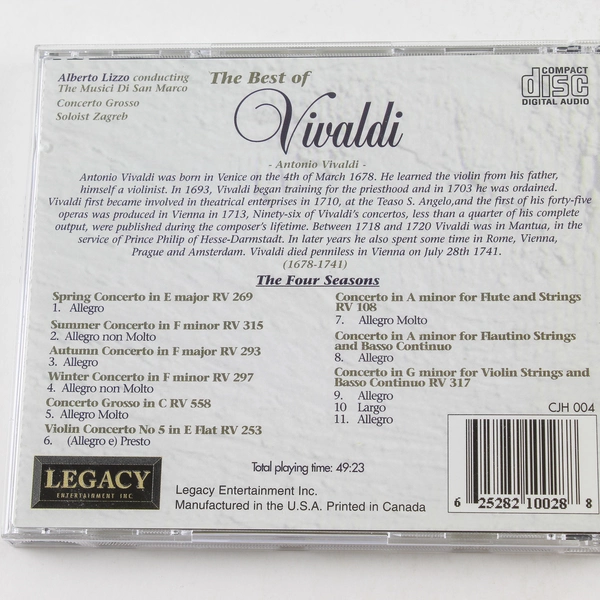 Alberto Lizzo conducting
The Musici Di San Marco
Concerto Grosso
Soloist Zagreb
The Best of
Vivaldi
COMPACT
disc
DIGITAL AUDIO
- Antonio Vivaldi -
Antonio Vivaldi was born in Venice on the 4th of March 1678. He learned the violin from his father,
himself a violinist. In 1693, Vivaldi began training for the priesthood and in 1703 he was ordained.
Vivaldi first became involved in theatrical enterprises in 1710, at the Teaso S. Angelo,and the first of his forty-five
operas was produced in Vienna in 1713, Ninety-six of Vivaldi's concertos, less than a quarter of his complete
output, were published during the composer's lifetime. Between 1718 and 1720 Vivaldi was in Mantua, in the
service of Prince Philip of Hesse-Darmstadt. In later years he also spent some time in Rome, Vienna,
Prague and Amsterdam. Vivaldi died penniless in Vienna on July 28th 1741.
(1678-1741)
The Four Seasons
Spring Concerto in E major RV 269
1. Allegro
Summer Concerto in F minor RV 315
2. Allegro non Molto
Autumn Concerto in F major RV 293
3. Allegro
Winter Concerto in F minor RV 297
4. Allegro non Molto
Concerto Grosso in C RV 558
5. Allegro Molto
Violin Concerto No 5 in E Flat RV 253
6. (Allegro e) Presto
Concerto in A minor for Flute and Strings
RV 108
7. Allegro Molto
Concerto in A minor for Flautino Strings
and Basso Continuo
8. Allegro
Concerto in G minor for Violin Strings and
Basso Continuo RV 317
9. Allegro
10 Largo
11. Allegro
CJH 004
Total playing time: 49:23
LEGACY
ENTERTAINMENT INC.
Legacy Entertainment Inc.
Manufactured in the U.S.A. Printed in Canada
6 25282 10028 8